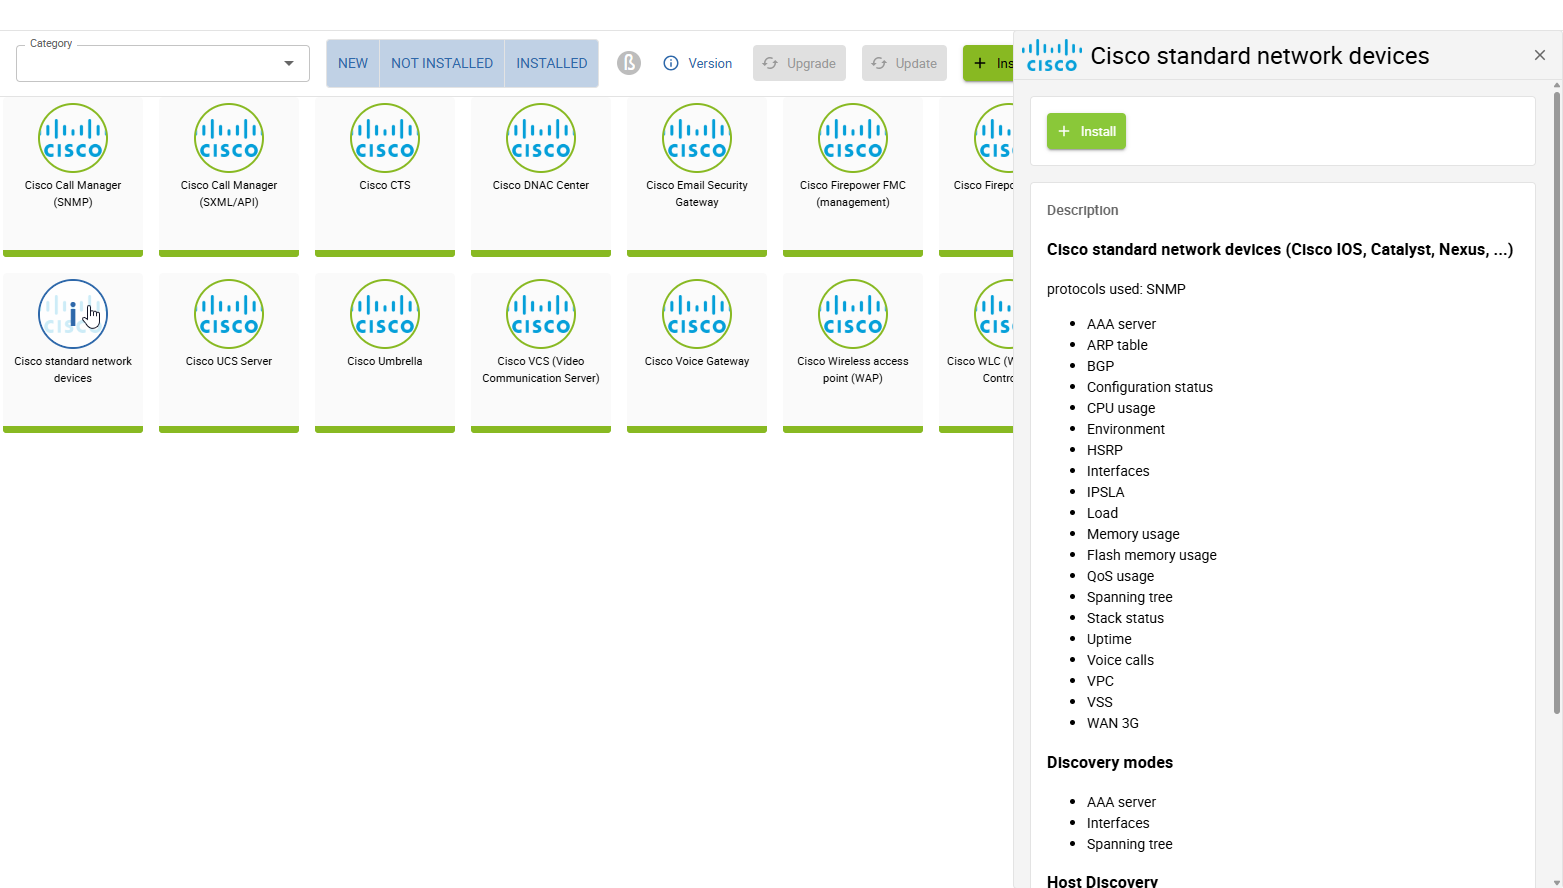 Category
NEW NOT INSTALLED INSTALLED ß Version Upgrade Update Ins
CISCO Cisco standard network devices
CISCO CISCO CISCO CISCO CISCO CISCO CIS
Cisco Call Manager
(SNMP)
Cisco Call Manager
(SXML/API)
Cisco CTS
Cisco DNAC Center
Cisco Email Security
Gateway
Cisco Firepower FMC
(management)
Cisco Firepo
CISCO CISCO CISCO CISCO CISCO CISCO CIS
Cisco standard network
devices
Cisco UCS Server
Cisco Umbrella
Cisco VCS (Video
Communication Server)
Cisco Voice Gateway
Cisco Wireless access
point (WAP)
Cisco WLC (W
Contro
Install
Description
Cisco standard network devices (Cisco IOS, Catalyst, Nexus, ...)
protocols used: SNMP
AAA server
ARP table
BGP
Configuration status
CPU usage
Environment
HSRP
Interfaces
IPSLA
Load
Memory usage
Flash memory usage
QoS usage
Spanning tree
Stack status
Uptime
Voice calls
VPC
VSS
WAN 3G
Discovery modes
AAA server
Interfaces
Spanning tree
Host Discovery